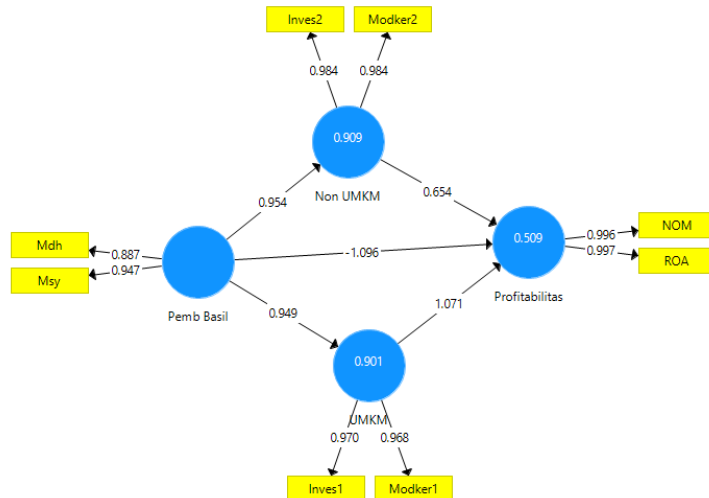 Inves2
Modker2
0.984
0.984
0.909
Non UMKM
0.954
0.654
Mdh
Msy
0.887
0.947
Pemb Basil
-1.096
0.509
Profitabilitas
0.996
0.997
NOM
ROA
0.949
1.071
0.901
UMKM
0.970
0.968
Inves1
Modker1